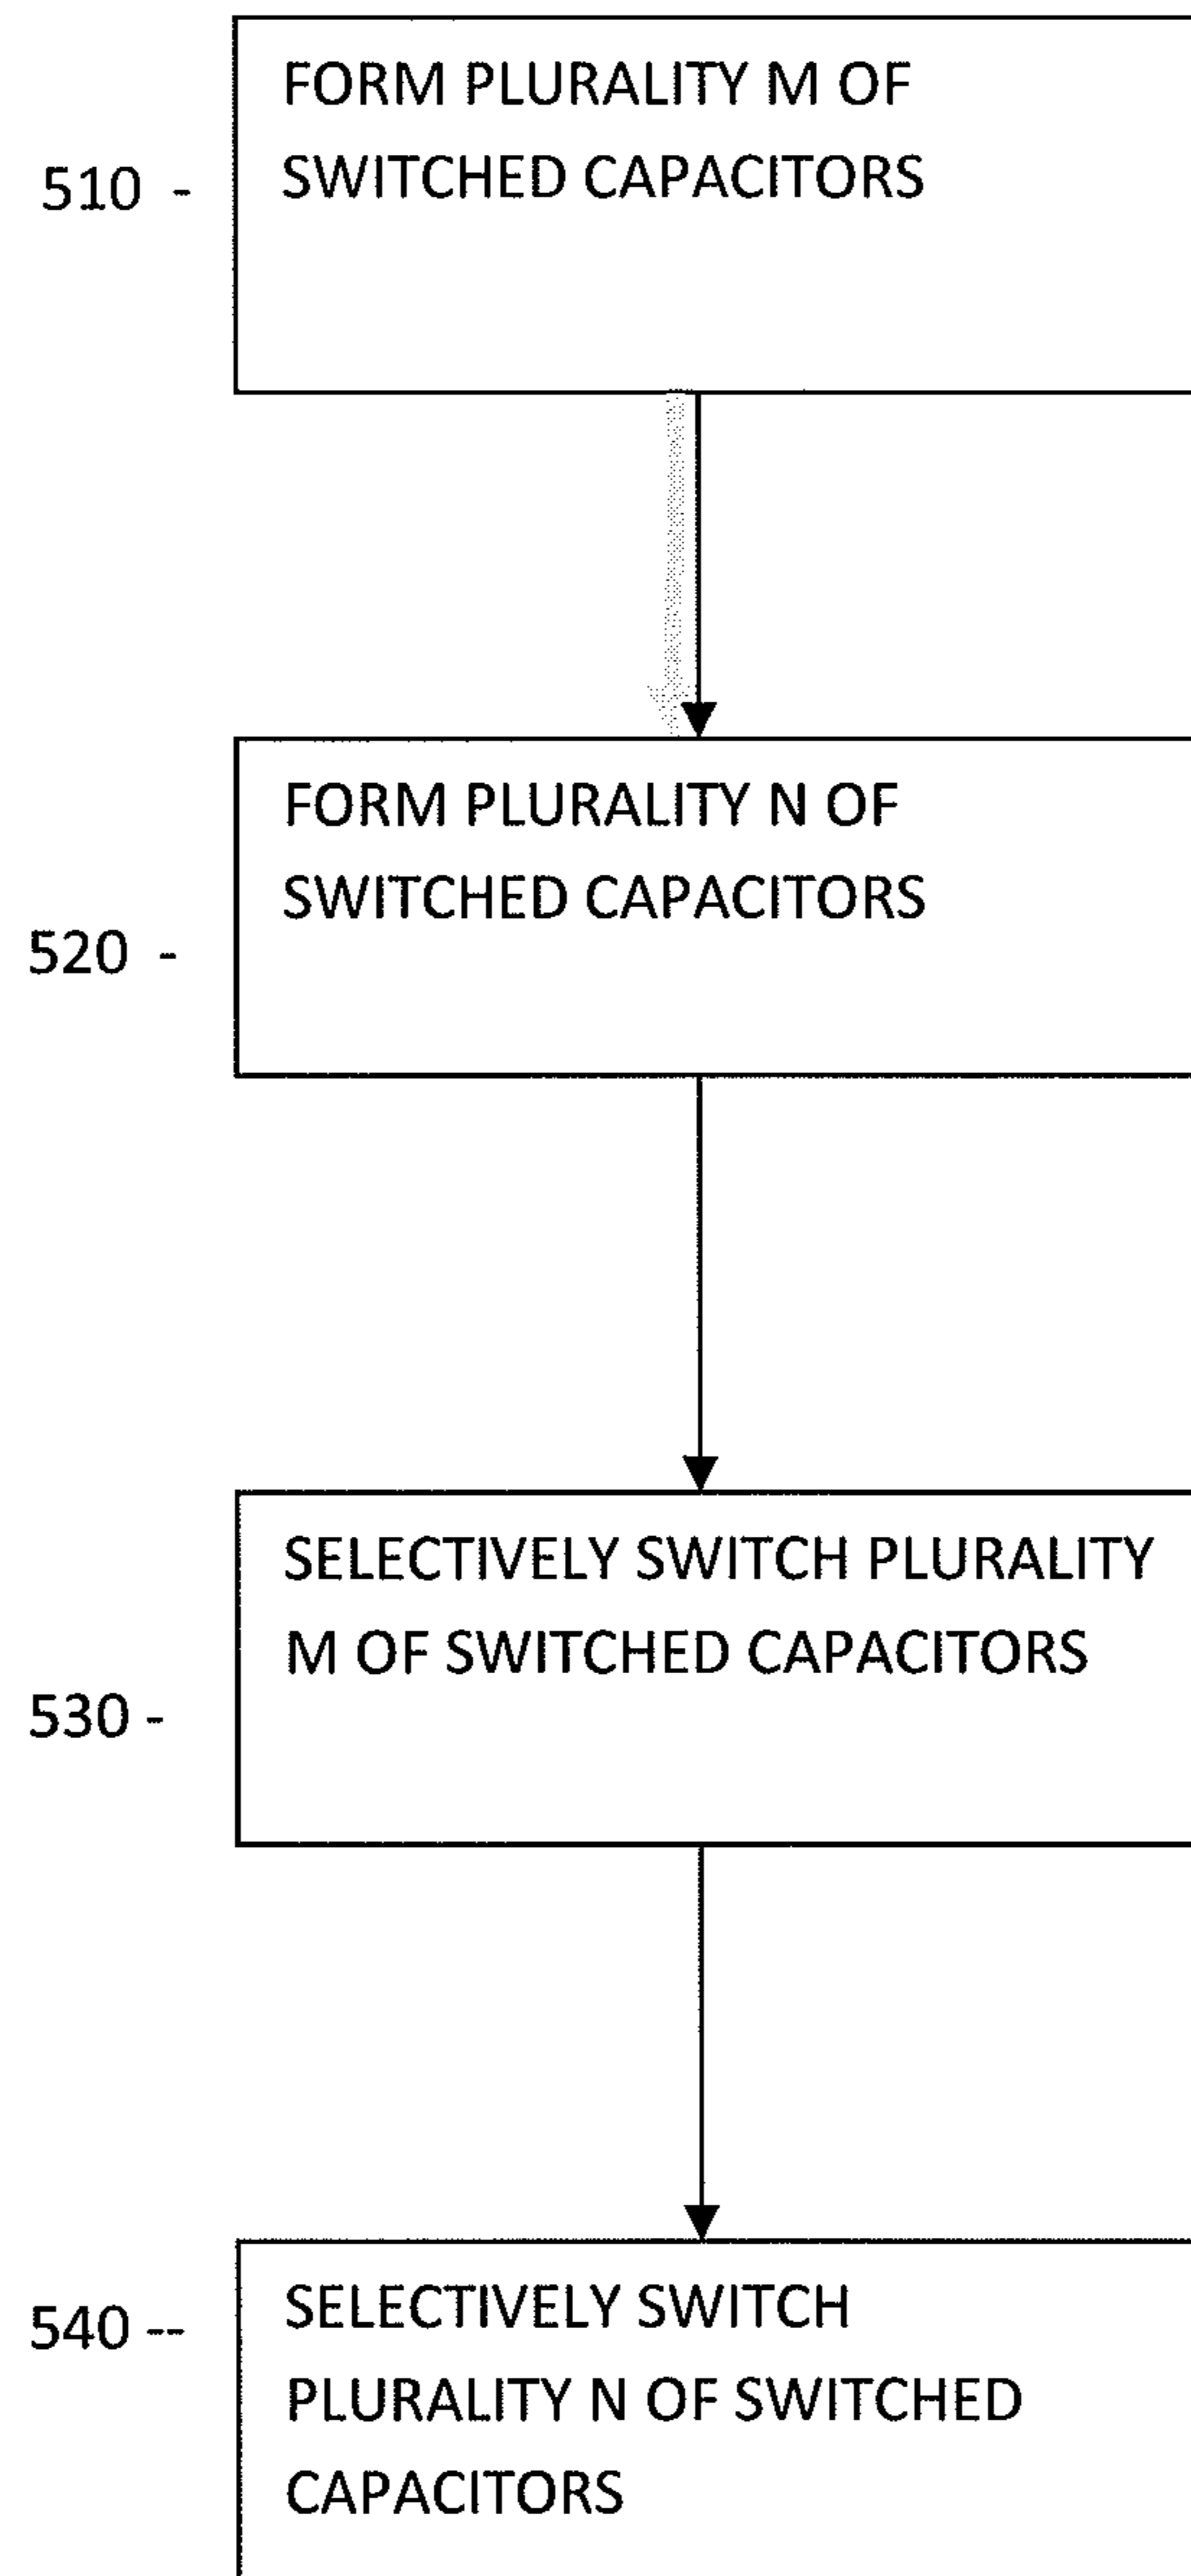 FORM PLURALITY M OF
SWITCHED CAPACITORS
510 -
FORM PLURALITY N OF
SWITCHED CAPACITORS
520 -
SELECTIVELY SWITCH PLURALITY
M OF SWITCHED CAPACITORS
530 -
540 --
SELECTIVELY SWITCH
PLURALITY N OF SWITCHED
CAPACITORS